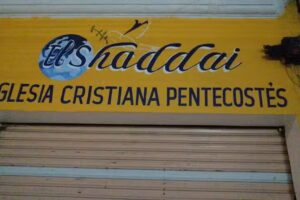 El Shaddai
GLESIA CRISTIANA PENTECOSTÉS